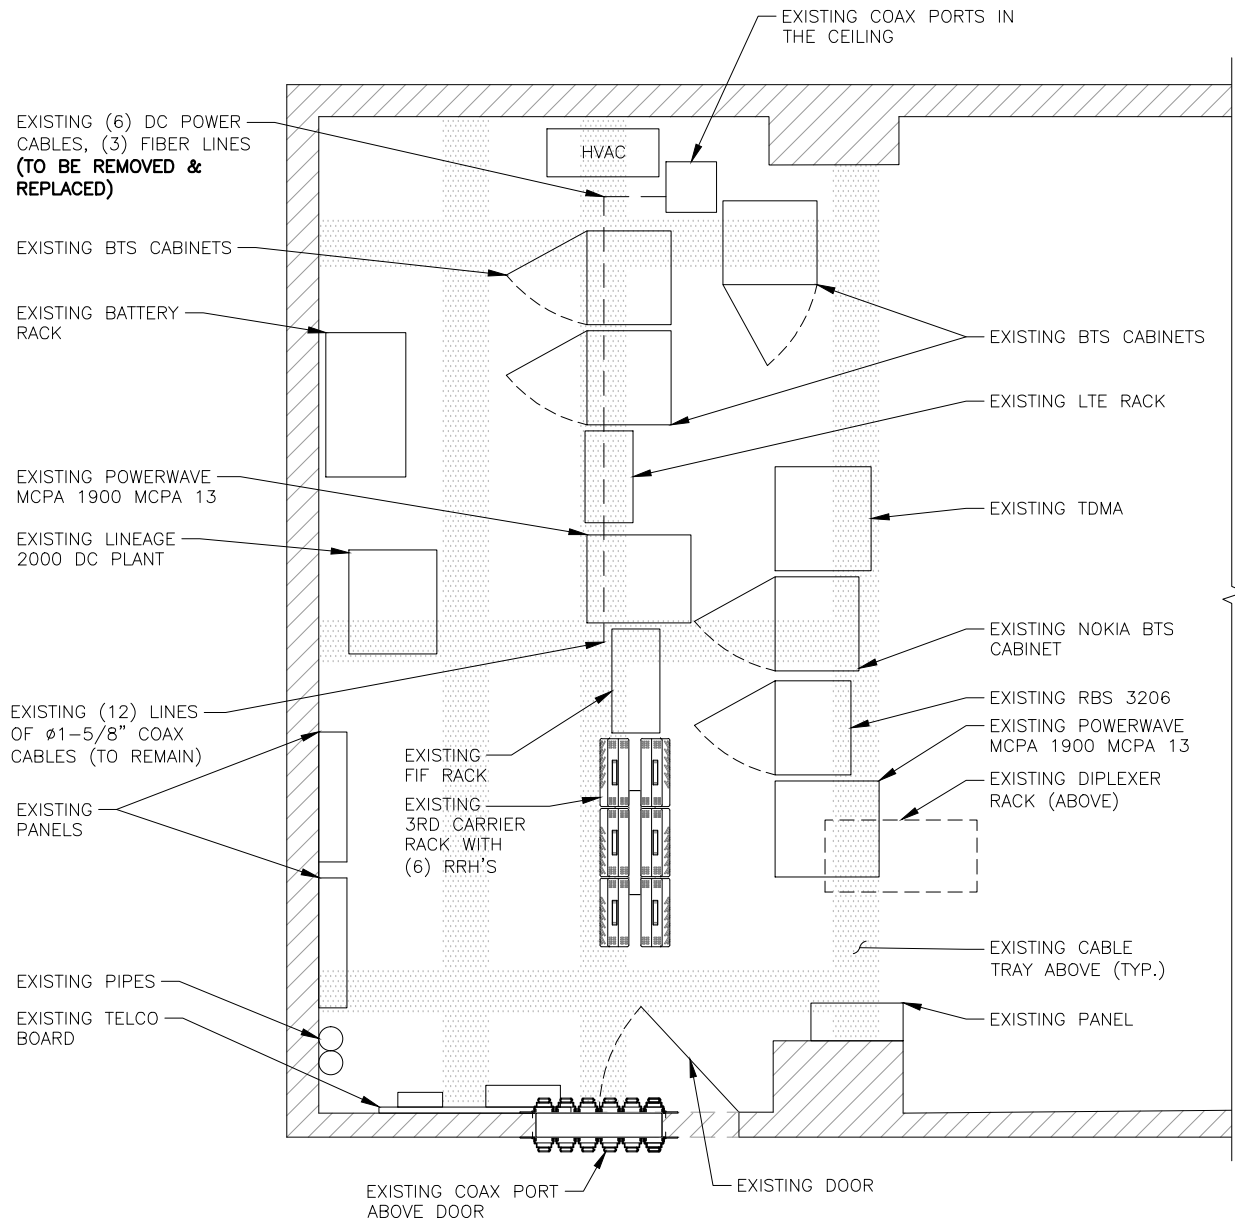 EXISTING COAX PORTS IN
THE CEILING
EXISTING (6) DC POWER
CABLES, (3) FIBER LINES
(TO BE REMOVED &
REPLACED)
HVAC
EXISTING BTS CABINETS
EXISTING BATTERY
RACK
EXISTING BTS CABINETS
EXISTING LTE RACK
EXISTING POWERWAVE
MCPA 1900 MCPA 13
EXISTING TDMA
EXISTING LINEAGE
2000 DC PLANT
EXISTING NOKIA BTS
CABINET
EXISTING RBS 3206
EXISTING (12) LINES
OF ø1-5/8" COAX
CABLES (TO REMAIN)
EXISTING POWERWAVE
MCPA 1900 MCPA 13
EXISTING
FIF RACK
EXISTING DIPLEXER
RACK (ABOVE)
EXISTING
PANELS
EXISTING
3RD CARRIER
RACK WITH
(6) RRH'S
EXISTING CABLE
TRAY ABOVE (TYP.)
EXISTING PIPES
EXISTING TELCO
BOARD
EXISTING PANEL
EXISTING COAX PORT
ABOVE DOOR
EXISTING DOOR